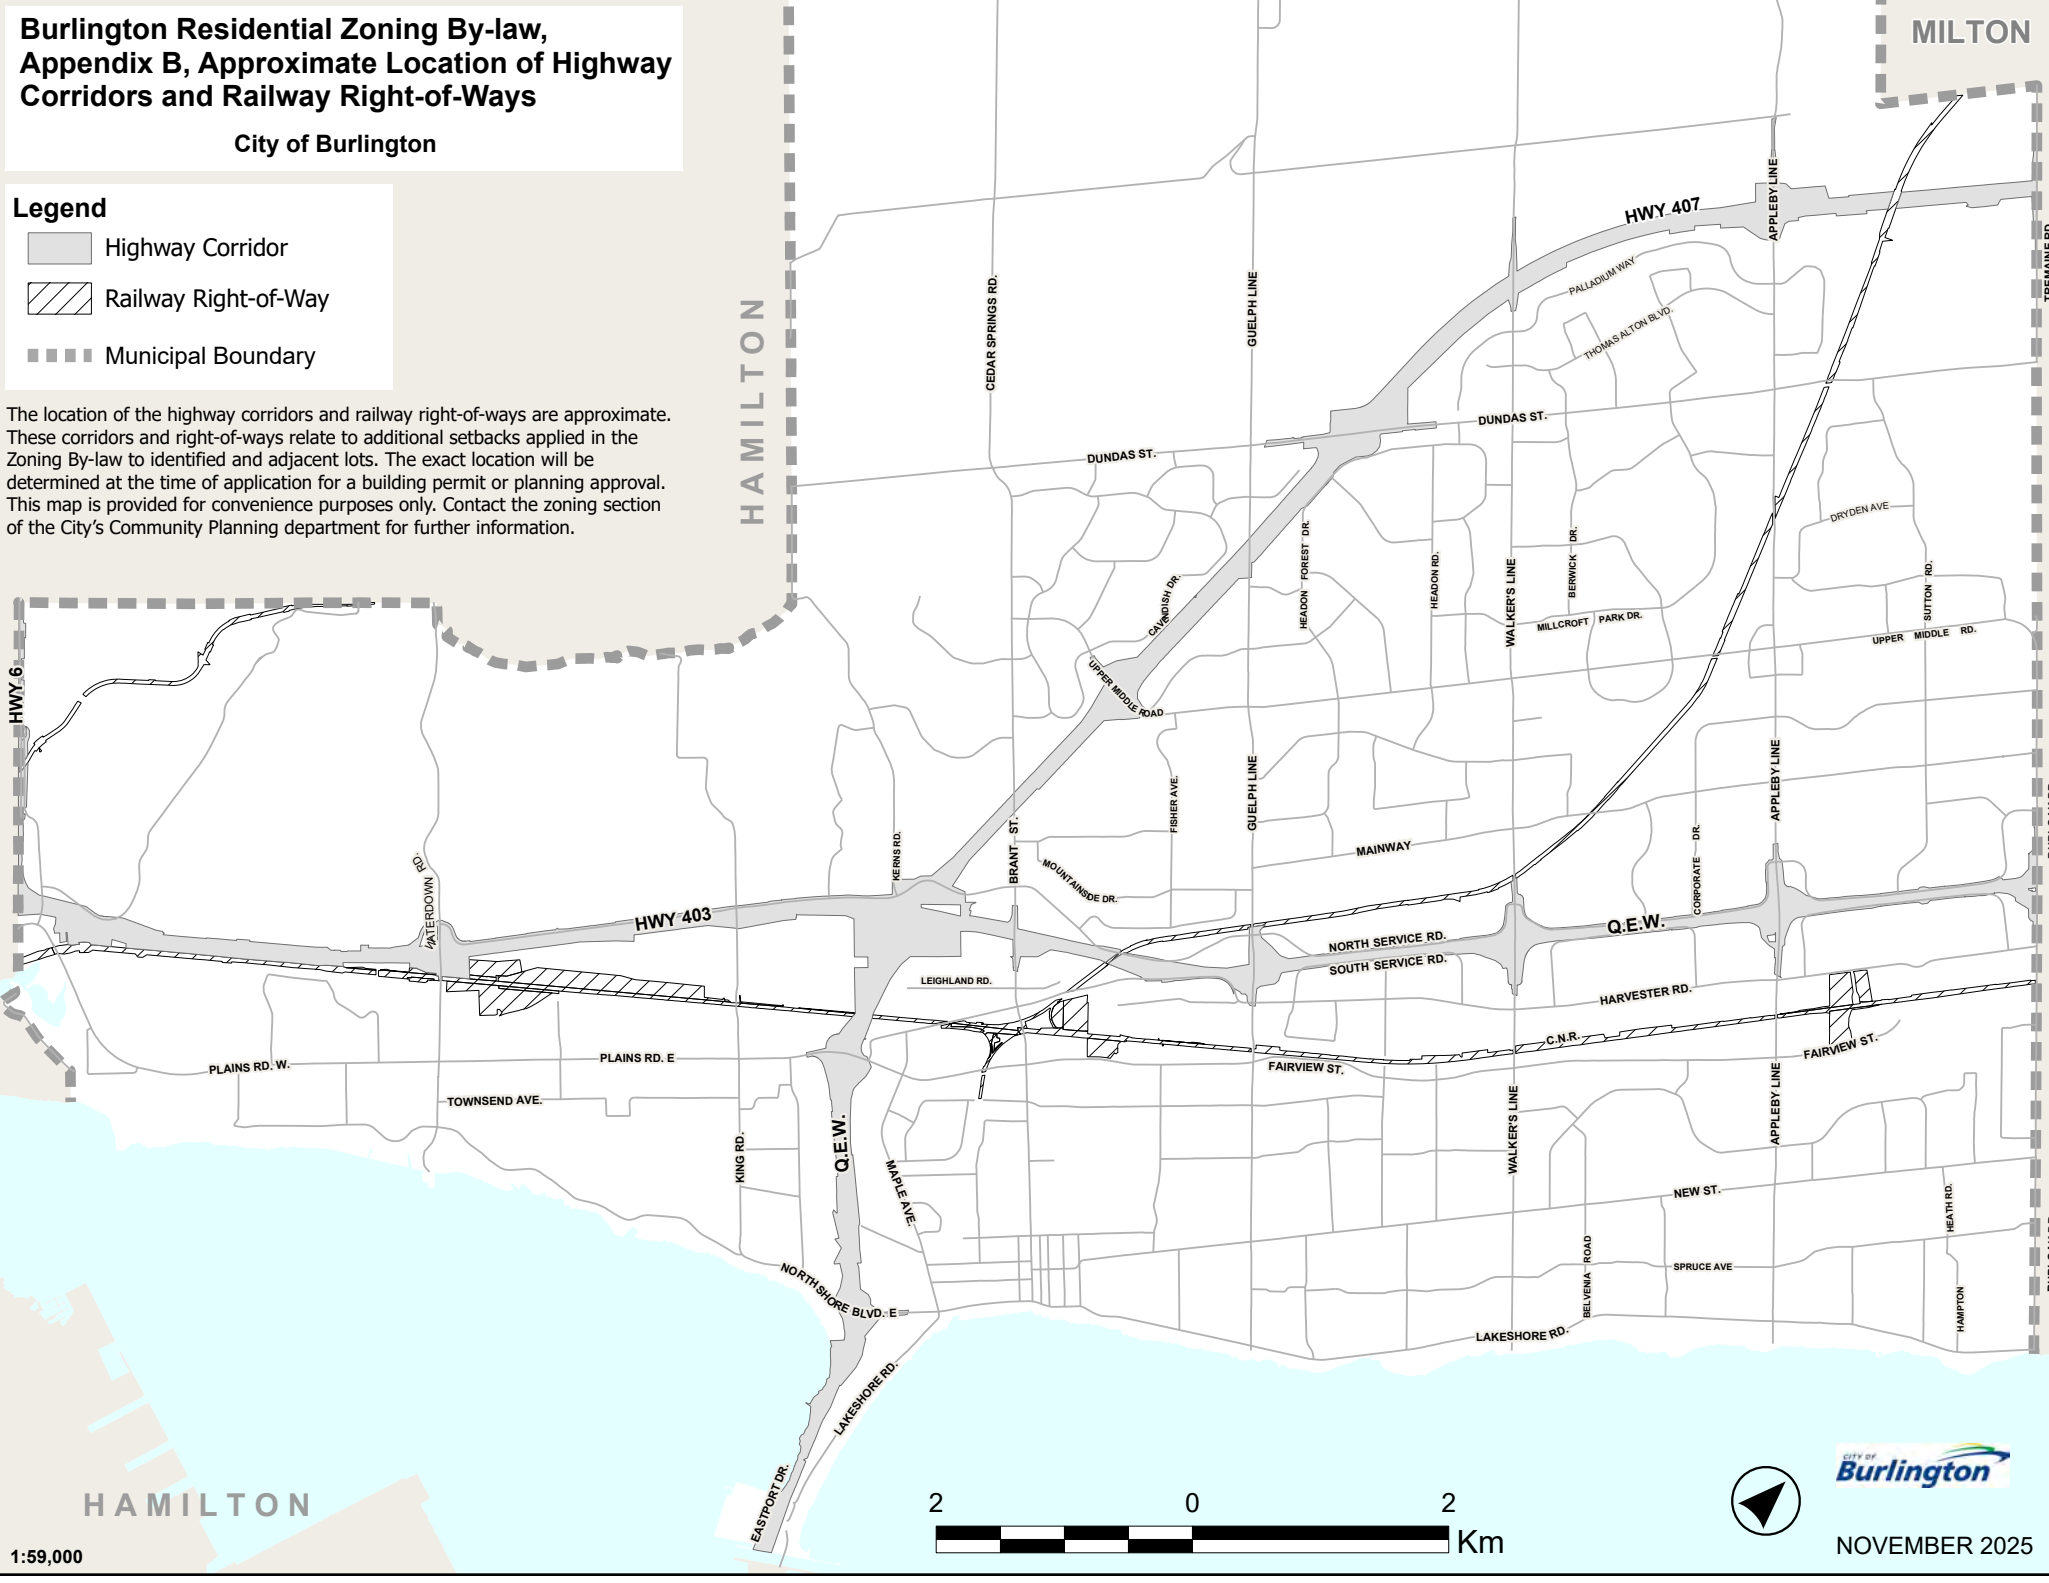 Burlington Residential Zoning By-law,
Appendix B, Approximate Location of Highway
Corridors and Railway Right-of-Ways
City of Burlington
Legend
Highway Corridor
Railway Right-of-Way
Municipal Boundary
The location of the highway corridors and railway right-of-ways are approximate.
These corridors and right-of-ways relate to additional setbacks applied in the
Zoning By-law to identified and adjacent lots. The exact location will be
determined at the time of application for a building permit or planning approval.
This map is provided for convenience purposes only. Contact the zoning section
of the City's Community Planning department for further information.
MILTON
HAMILTON
HWY 407
APPLEBY LINE
TREMAINE RD.
PALLADIUM WAY
THOMAS ALTON BLVD.
CEDAR SPRINGS RD.
GUELPH LINE
DUNDAS ST.
DUNDAS ST.
DRYDEN AVE
HEADON FOREST DR.
HEADON RD.
WALKER'S LINE
BERWICK DR.
SUTTON RD.
CAVENDISH DR.
MILLCROFT PARK DR.
UPPER MIDDLE RD.
UPPER MIDDLE ROAD
HWY 6
FISHER AVE.
GUELPH LINE
APPLEBY LINE
KERNS RD.
BRANT ST.
MOUNTAINSIDE DR.
MAINWAY
CORPORATE DR.
WATERDOWN RD.
HWY 403
Q.E.W.
NORTH SERVICE RD.
SOUTH SERVICE RD.
LEIGHLAND RD.
HARVESTER RD.
C.N.R.
FAIRVIEW ST.
FAIRVIEW ST.
PLAINS RD. W.
PLAINS RD. E
TOWNSEND AVE.
KING RD.
Q.E.W.
MAPLE AVE.
WALKER'S LINE
APPLEBY LINE
NEW ST.
HEATH RD.
BELVENIA ROAD
SPRUCE AVE
HAMPTON
NORTH SHORE BLVD. E
LAKESHORE RD.
LAKESHORE RD.
EASTPORT DR.
HAMILTON
1:59,000
2 0 2
Km
CITY OF
Burlington
NOVEMBER 2025